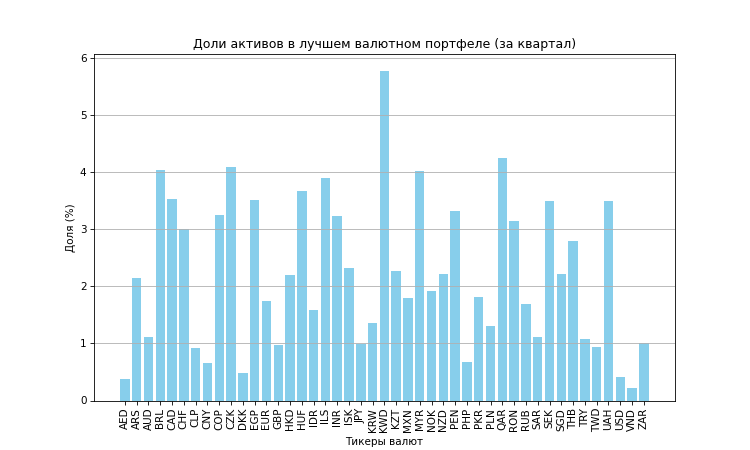 Доли активов в лучшем валютном портфеле (за квартал)
6
5
4
3
2
1
0
Доля (%)
AED ARS AUD BRL CAD CHF CLP CNY COP CZK DKK EGP EUR GBP HKD HUF IDR ILS INR ISK JPY KRW KWD KZT MXN MYR NOK NZD PEN PHP PKR PLN QAR RON RUB SAR SEK SGD THB TRY TWD UAH USD VND ZAR
Тикеры валют